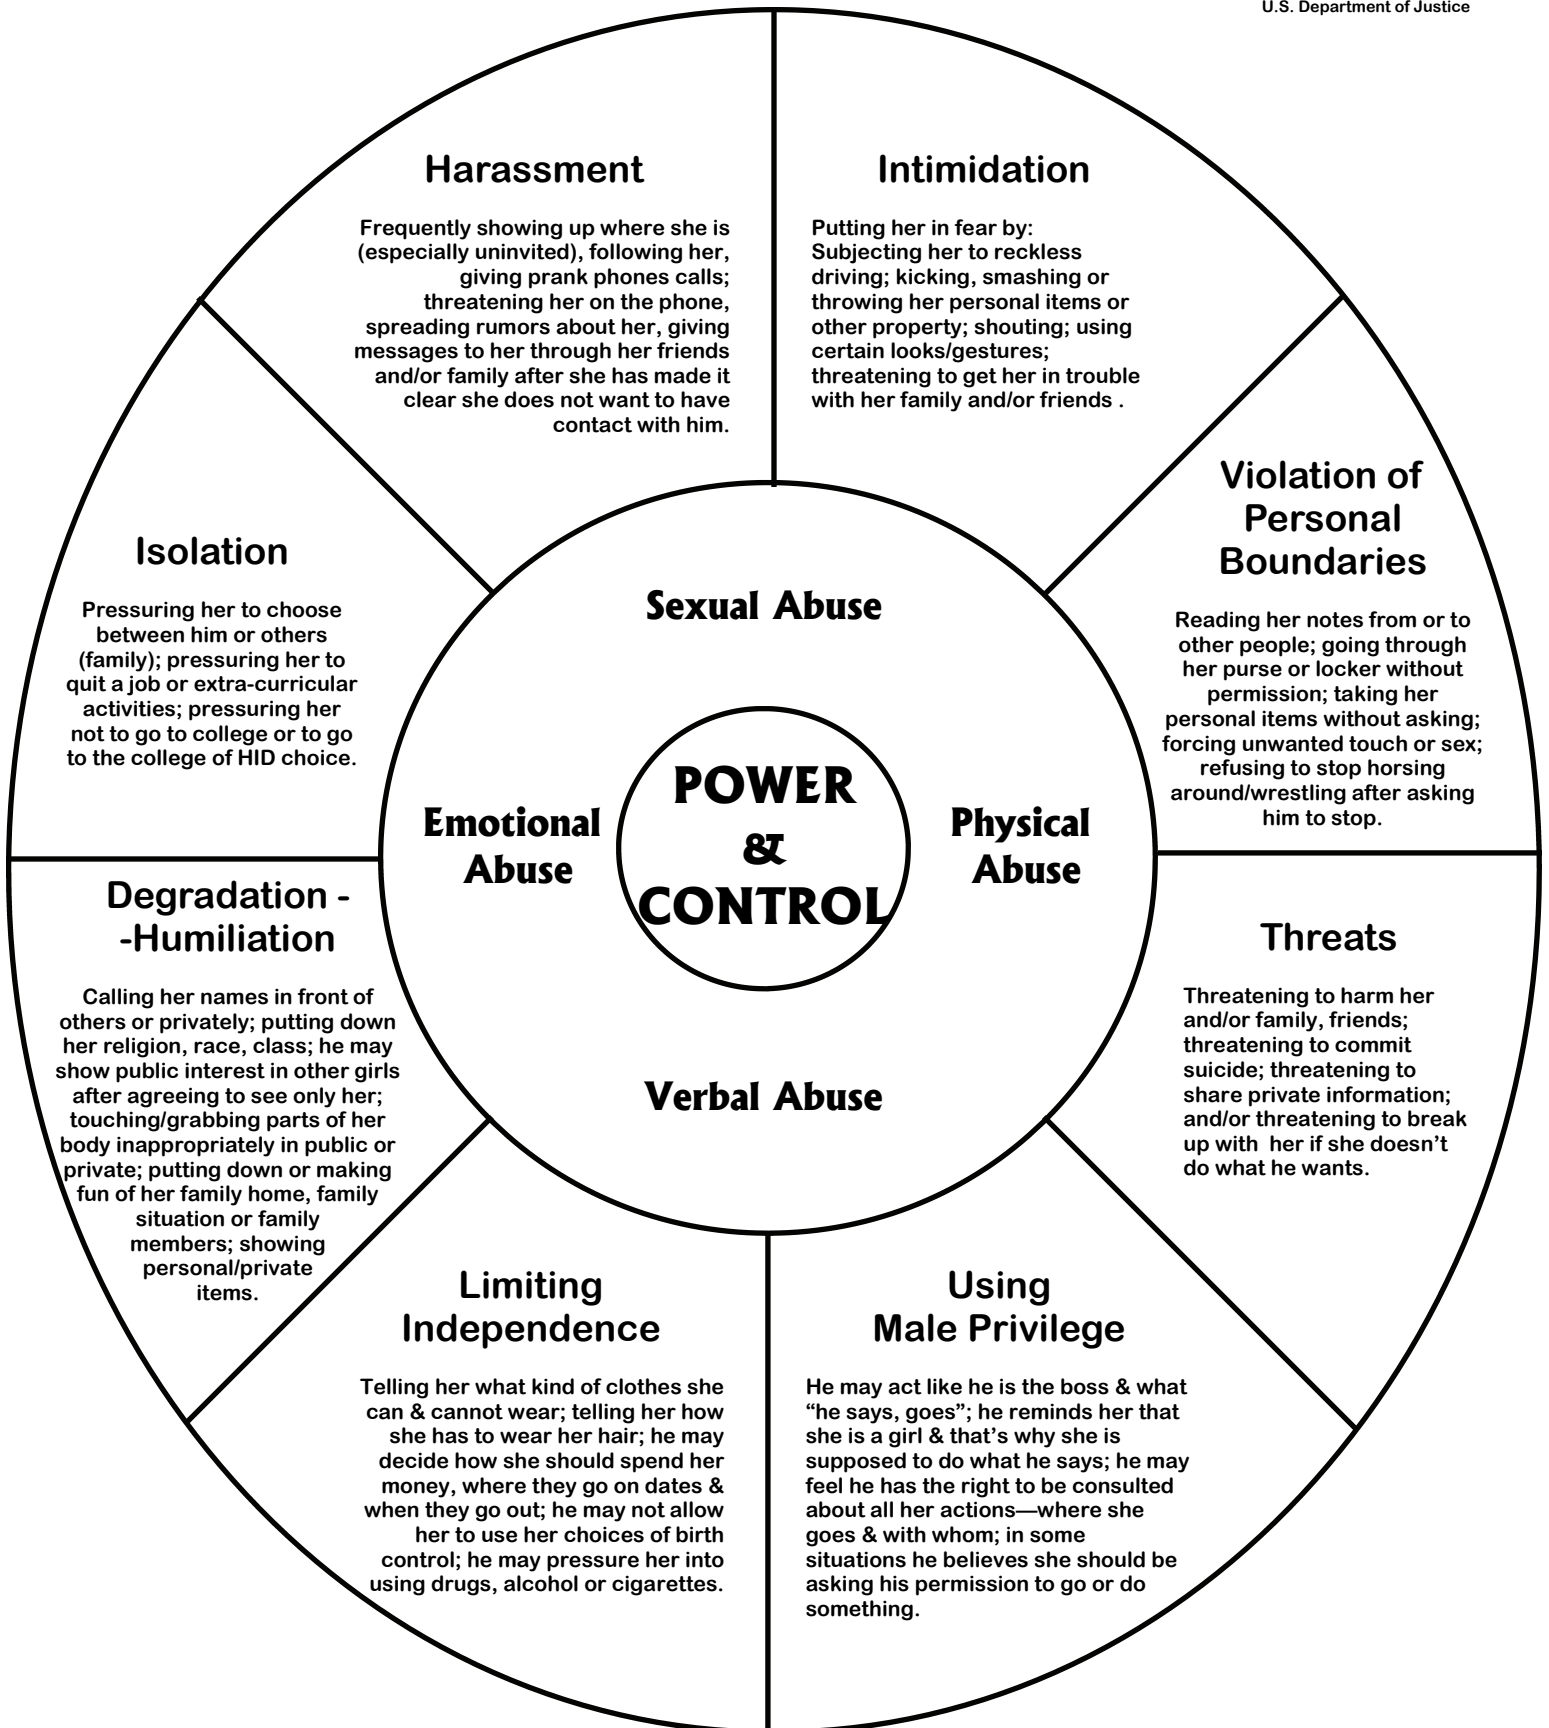 U.S. Department of Justice
Harassment
Frequently showing up where she is
(especially uninvited), following her,
giving prank phones calls;
threatening her on the phone,
spreading rumors about her, giving
messages to her through her friends
and/or family after she has made it
clear she does not want to have
contact with him.
Intimidation
Putting her in fear by:
Subjecting her to reckless
driving; kicking, smashing or
throwing her personal items or
other property; shouting; using
certain looks/gestures;
threatening to get her in trouble
with her family and/or friends .
Violation of
Personal
Boundaries
Reading her notes from or to
other people; going through
her purse or locker without
permission; taking her
personal items without asking;
forcing unwanted touch or sex;
refusing to stop horsing
around/wrestling after asking
him to stop.
Isolation
Pressuring her to choose
between him or others
(family); pressuring her to
quit a job or extra-curricular
activities; pressuring her
not to go to college or to go
to the college of HID choice.
Sexual Abuse
Emotional
Abuse
POWER
&
CONTROL
Physical
Abuse
Verbal Abuse
Degradation -
-Humiliation
Calling her names in front of
others or privately; putting down
her religion, race, class; he may
show public interest in other girls
after agreeing to see only her;
touching/grabbing parts of her
body inappropriately in public or
private; putting down or making
fun of her family home, family
situation or family
members; showing
personal/private
items.
Threats
Threatening to harm her
and/or family, friends;
threatening to commit
suicide; threatening to
share private information;
and/or threatening to break
up with  her if she doesn’t
do what he wants.
Limiting
Independence
Telling her what kind of clothes she
can & cannot wear; telling her how
she has to wear her hair; he may
decide how she should spend her
money, where they go on dates &
when they go out; he may not allow
her to use her choices of birth
control; he may pressure her into
using drugs, alcohol or cigarettes.
Using
Male Privilege
He may act like he is the boss & what
“he says, goes”; he reminds her that
she is a girl & that’s why she is
supposed to do what he says; he may
feel he has the right to be consulted
about all her actions—where she
goes & with whom; in some
situations he believes she should be
asking his permission to go or do
something.